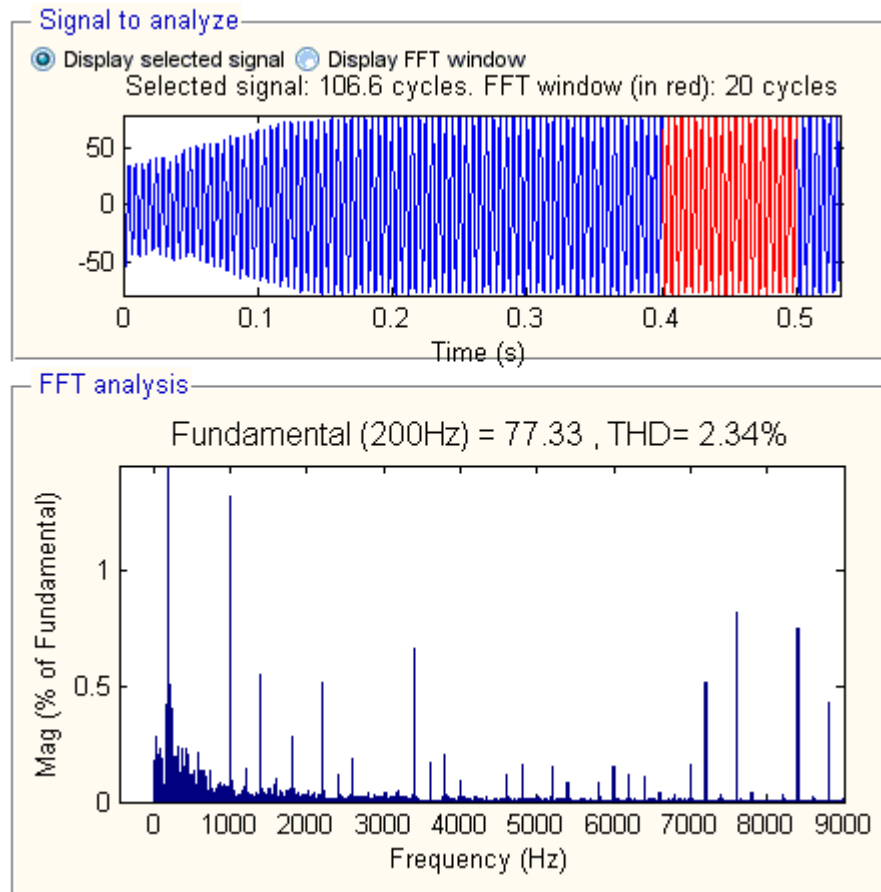 Signal to analyze
Display selected signal Display FFT window
Selected signal: 106.6 cycles. FFT window (in red): 20 cycles
50
0
-50
0 0.1 0.2 0.3 0.4 0.5
Time (s)
FFT analysis
Fundamental (200Hz) = 77.33 , THD= 2.34%
Mag (% of Fundamental)
1
0.5
0
0 1000 2000 3000 4000 5000 6000 7000 8000 9000
Frequency (Hz)